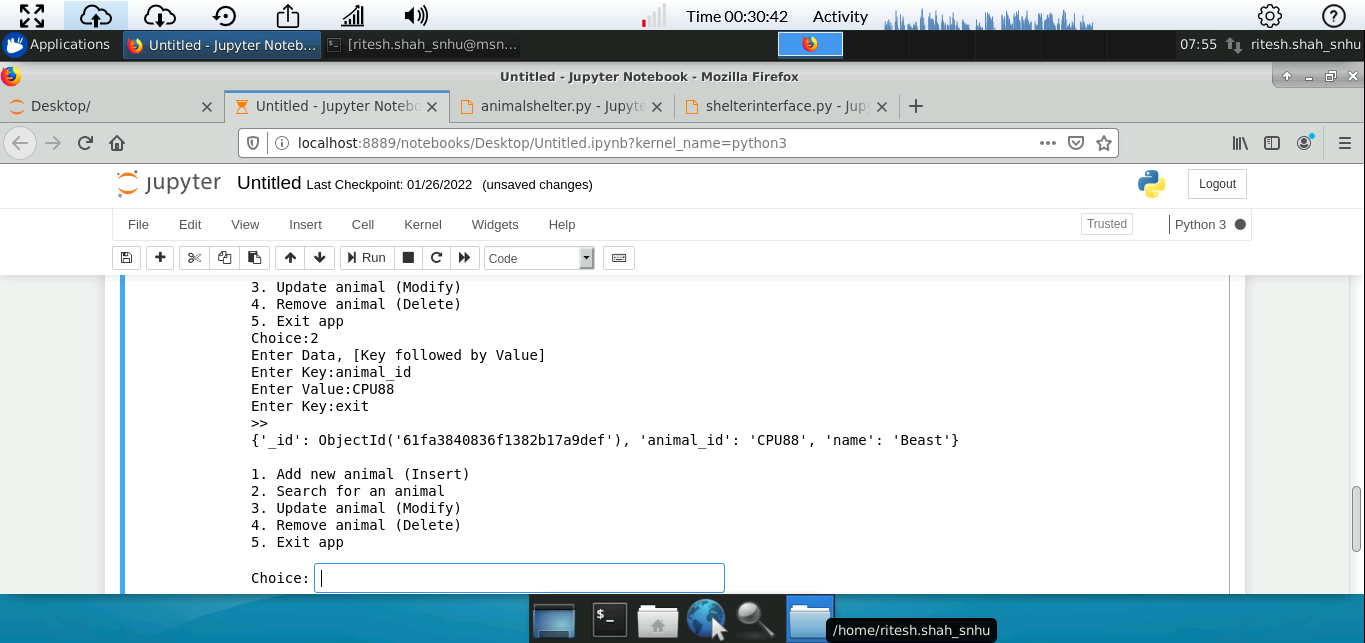 Time 00:30:42 Activity
Applications Untitled - Jupyter Noteb... [ritesh.shah_snhu@msn... 07:55 ritesh.shah_snhu
Untitled - Jupyter Notebook - Mozilla Firefox
Desktop/ Untitled - Jupyter Notebo animalshelter.py - Jupyte shelterinterface.py - Jup
localhost:8889/notebooks/Desktop/Untitled.ipynb?kernel_name=python3
jupyter Untitled Last Checkpoint: 01/26/2022 (unsaved changes) Logout
File Edit View Insert Cell Kernel Widgets Help Trusted Python 3
Run Code
3. Update animal (Modify)
4. Remove animal (Delete)
5. Exit app
Choice:2
Enter Data, [Key followed by Value]
Enter Key:animal_id
Enter Value:CPU88
Enter Key:exit
>>
{'_id': ObjectId('61fa3840836f1382b17a9def'), 'animal_id': 'CPU88', 'name': 'Beast'}
1. Add new animal (Insert)
2. Search for an animal
3. Update animal (Modify)
4. Remove animal (Delete)
5. Exit app
Choice:
/home/ritesh.shah_snhu